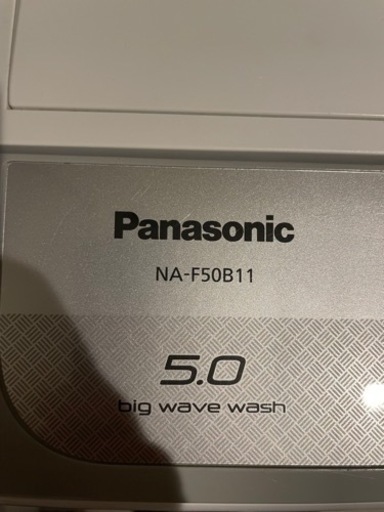 Panasonic
NA-F50B11
5.0
big wave wash